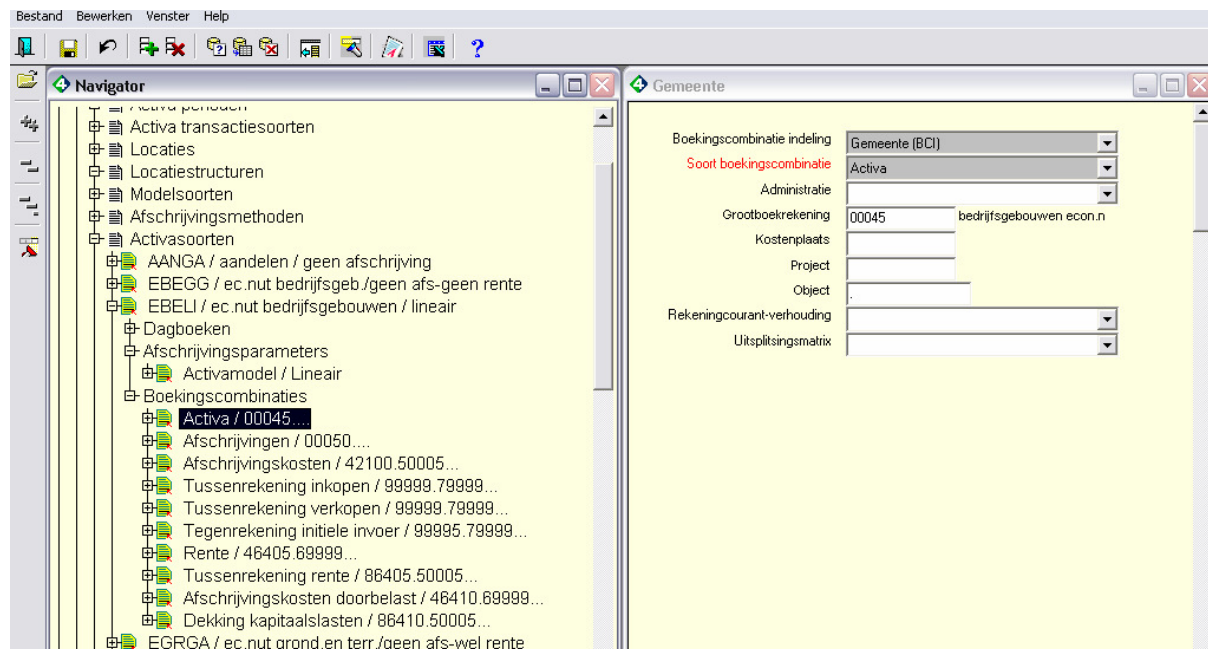 Bestand Bewerken Venster Help
Navigator
Activa perioden
Activa transactiesoorten
Locaties
Locatiestructuren
Modelsoorten
Afschrijvingsmethoden
Activasoorten
AANGA / aandelen / geen afschrijving
EBEGG / ec.nut bedrijfsgeb./geen afs-geen rente
EBELI / ec.nut bedrijfsgebouwen / lineair
Dagboeken
Afschrijvingsparameters
Activamodel / Lineair
Boekingscombinaties
Activa / 00045....
Afschrijvingen / 00050....
Afschrijvingskosten / 42100.50005...
Tussenrekening inkopen / 99999.79999...
Tussenrekening verkopen / 99999.79999...
Tegenrekening initiele invoer / 99995.79999...
Rente / 46405.69999...
Tussenrekening rente / 86405.50005...
Afschrijvingskosten doorbelast / 46410.69999...
Dekking kapitaalslasten / 86410.50005...
EGRGA / ec.nut grond.en terr./geen afs-wel rente
Gemeente
Boekingscombinatie indeling Gemeente (BCI)
Soort boekingscombinatie Activa
Administratie
Grootboekrekening 00045 bedrijfsgebouwen econ.n
Kostenplaats
Project
Object .
Rekeningcourant-verhouding
Uitsplitsingsmatrix